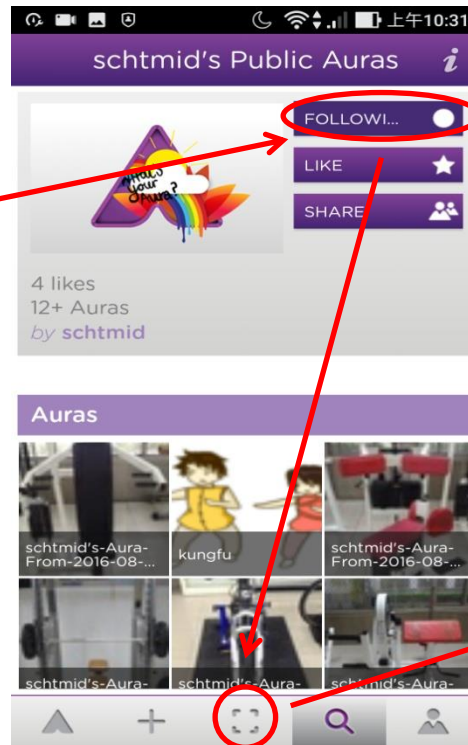 上午10:31
schtmid's Public Auras
i
What's
your
Aura?
FOLLOWI...
LIKE
SHARE
4 likes
12+ Auras
by schtmid
Auras
schtmid's-Aura-
From-2016-08-...
kungfu
schtmid's-Aura-
From-2016-08-...
schtmid's-Aura-
schtmid's-Aura-
schtmid's-Aura-